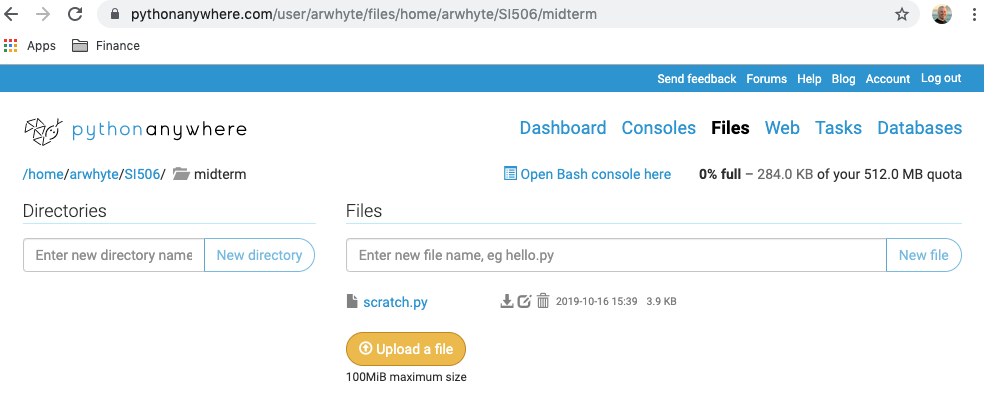 pythonanywhere.com/user/arwhyte/files/home/arwhyte/SI506/midterm
Apps Finance
Send feedback Forums Help Blog Account Log out
pythonanywhere
Dashboard Consoles Files Web Tasks Databases
/home/arwhyte/SI506/ midterm
Open Bash console here
0% full – 284.0 KB of your 512.0 MB quota
Directories
Enter new directory name
New directory
Files
Enter new file name, eg hello.py
New file
scratch.py 2019-10-16 15:39 3.9 KB
Upload a file
100MiB maximum size